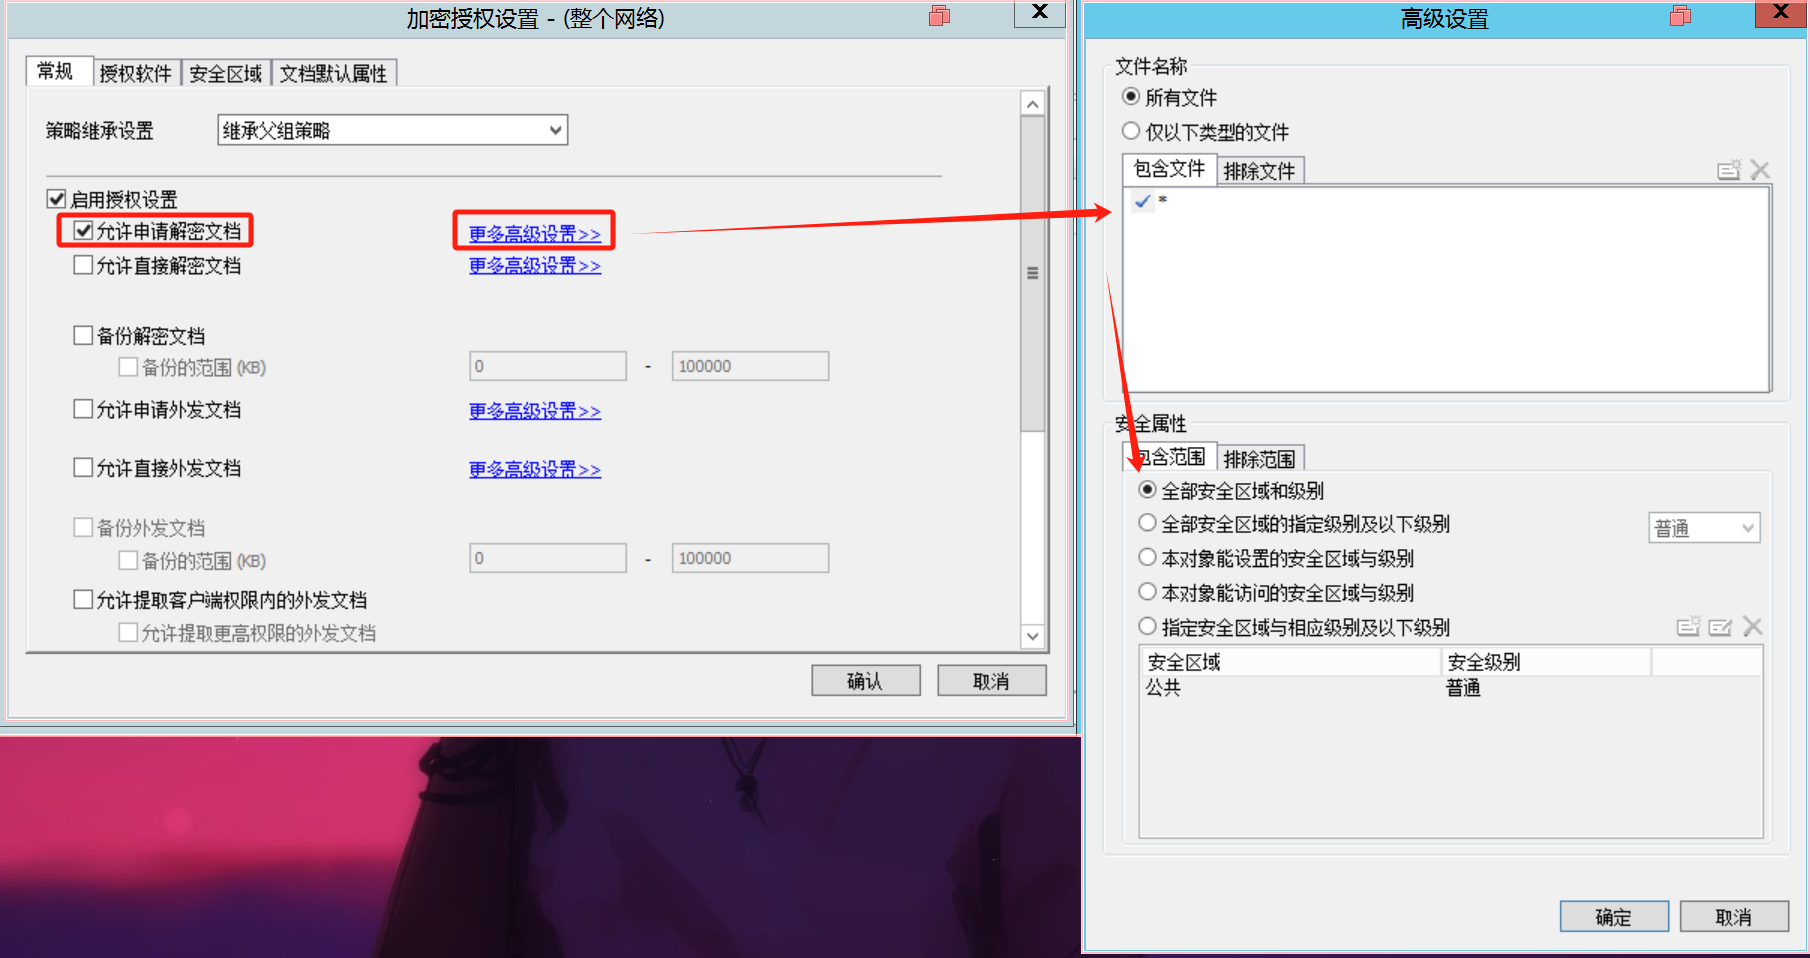 加密授权设置 - (整个网络)
常规
授权软件
安全区域
文档默认属性
策略继承设置
继承父组策略
启用授权设置
允许申请解密文档
更多高级设置>>
允许直接解密文档
更多高级设置>>
备份解密文档
备份的范围 (KB)
0
-
100000
允许申请外发文档
更多高级设置>>
允许直接外发文档
更多高级设置>>
备份外发文档
备份的范围 (KB)
0
-
100000
允许提取客户端权限内的外发文档
允许提取更高权限的外发文档
确认
取消
高级设置
文件名称
所有文件
仅以下类型的文件
包含文件
排除文件
*
安全属性
包含范围
排除范围
全部安全区域和级别
全部安全区域的指定级别及以下级别
普通
本对象能设置的安全区域与级别
本对象能访问的安全区域与级别
指定安全区域与相应级别及以下级别
安全区域
安全级别
公共
普通
确定
取消